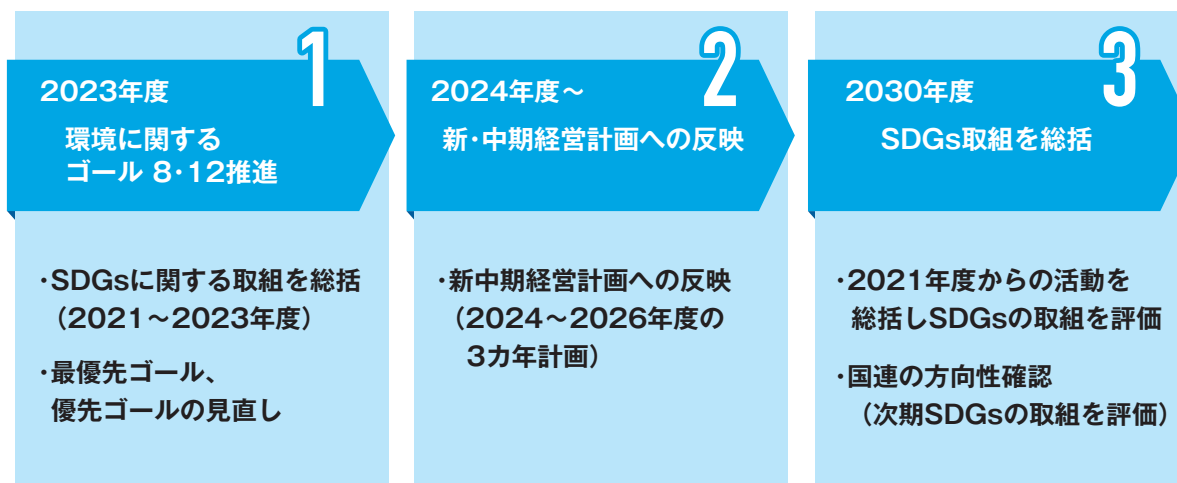 1
2023年度
環境に関する
ゴール 8・12推進
・SDGsに関する取組を総括
（2021～2023年度）
・最優先ゴール、
優先ゴールの見直し
2
2024年度～
新・中期経営計画への反映
・新中期経営計画への反映
（2024～2026年度の
3カ年計画）
3
2030年度
SDGs取組を総括
・2021年度からの活動を
総括しSDGsの取組を評価
・国連の方向性確認
（次期SDGsの取組を評価）